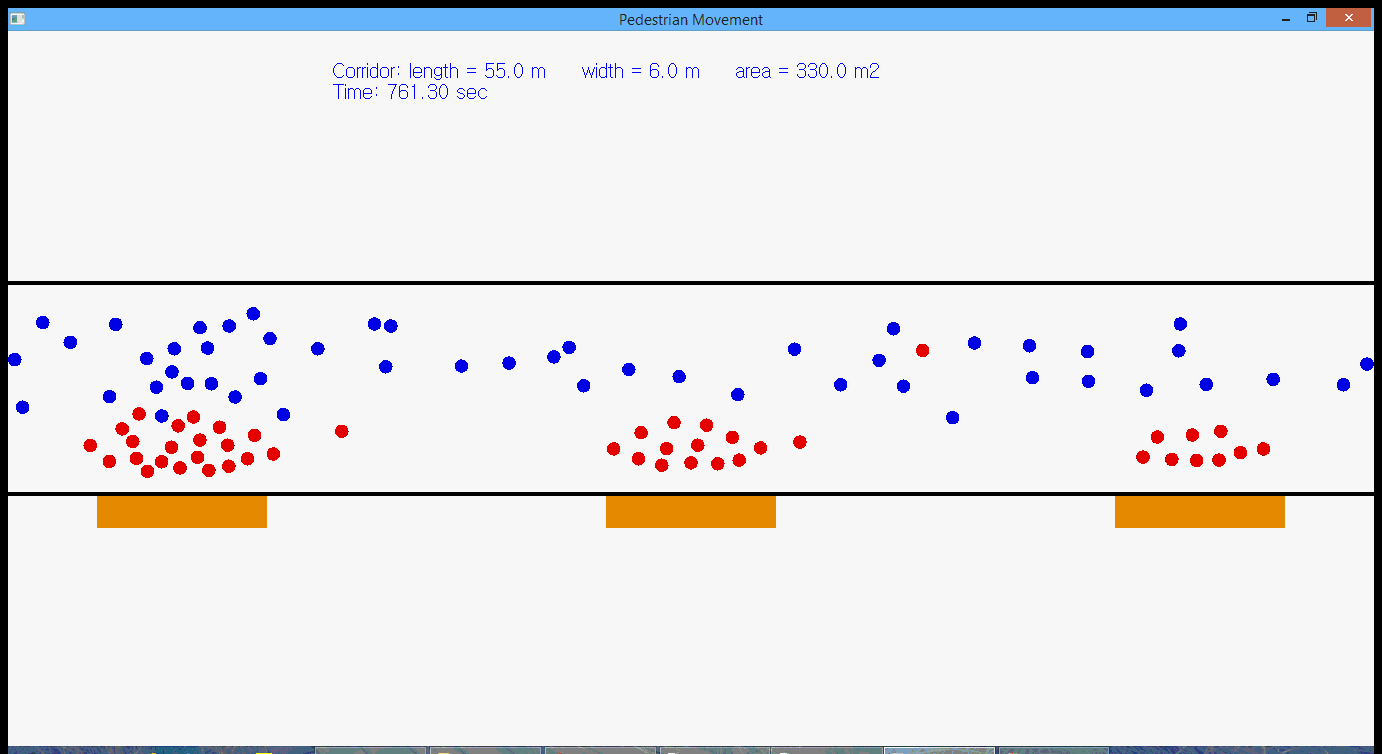 Pedestrian Movement
Corridor: length = 55.0 m width = 6.0 m area = 330.0 m2
Time: 761.30 sec